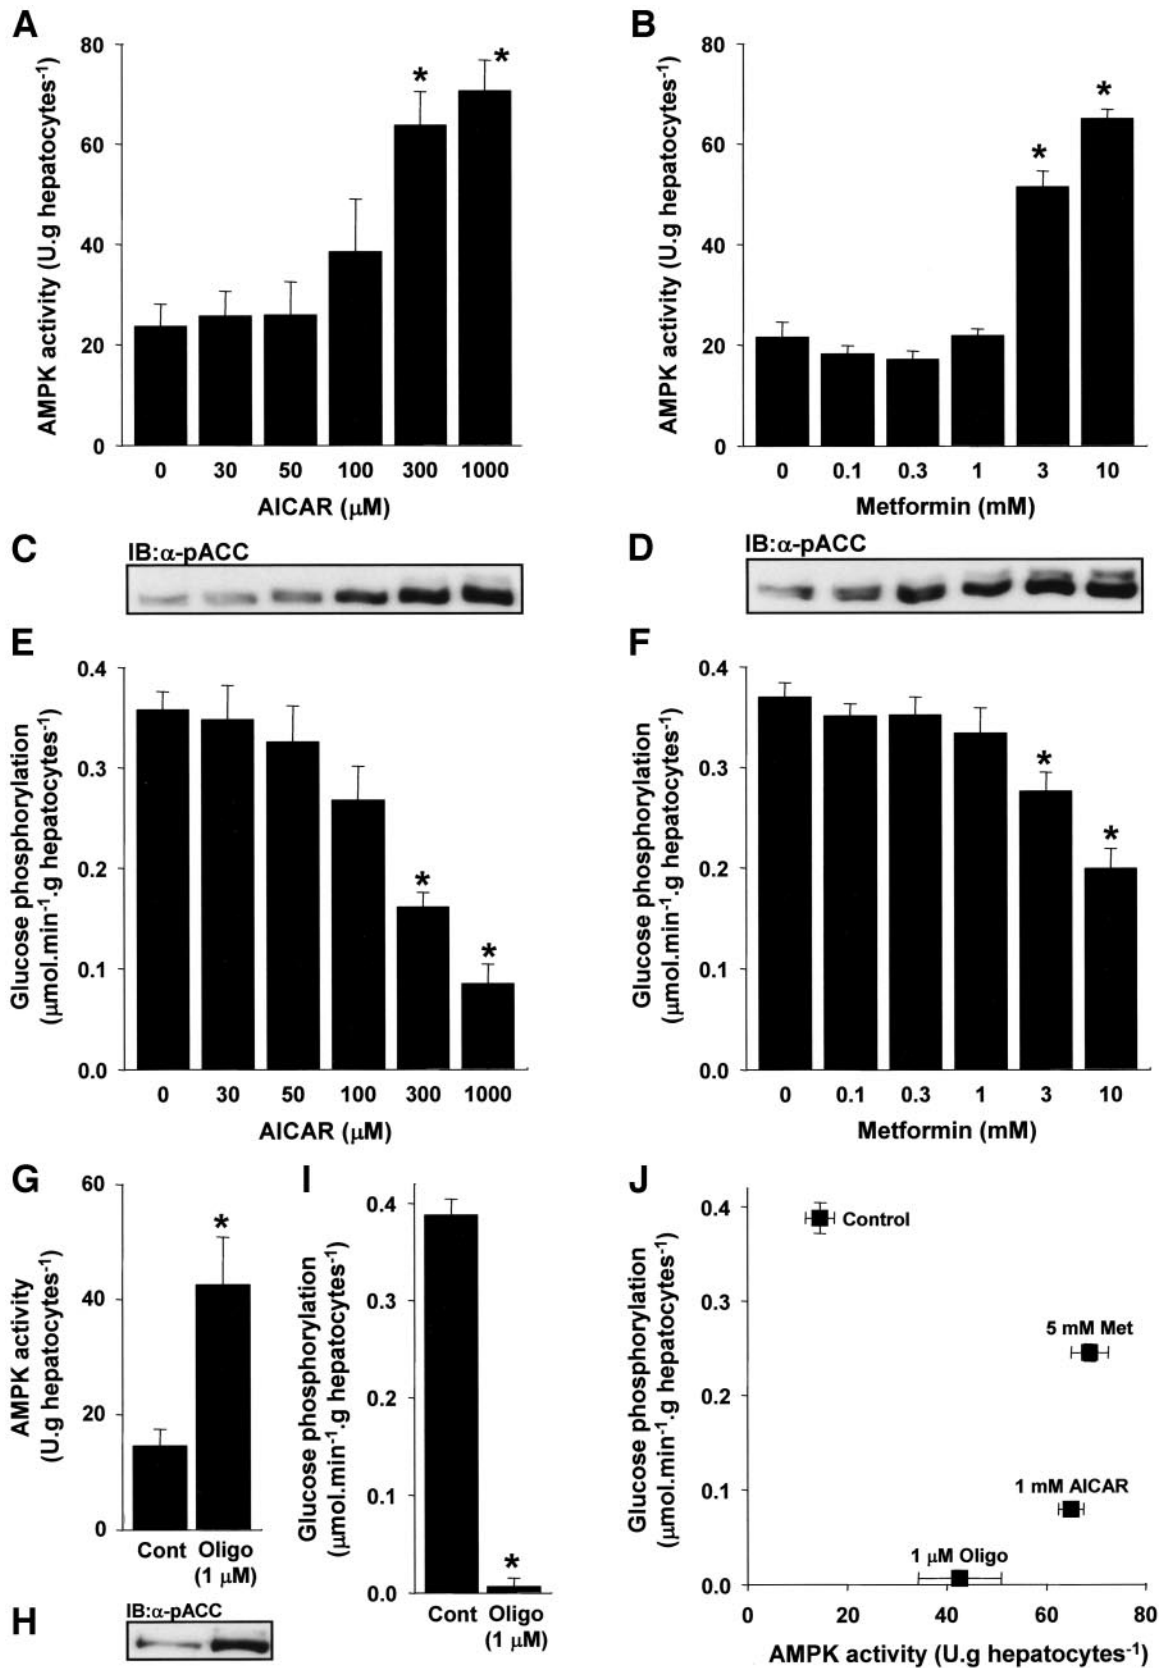 A
AMPK activity (U.g hepatocytes⁻¹)
80
60
40
20
0
*
*
0 30 50 100 300 1000
AICAR (μM)
B
AMPK activity (U.g hepatocytes⁻¹)
80
60
40
20
0
*
*
0 0.1 0.3 1 3 10
Metformin (mM)
C
IB:α-pACC
D
IB:α-pACC
E
Glucose phosphorylation
(μmol.min⁻¹.g hepatocytes⁻¹)
0.4
0.3
0.2
0.1
0.0
*
*
0 30 50 100 300 1000
AICAR (μM)
F
Glucose phosphorylation
(μmol.min⁻¹.g hepatocytes⁻¹)
0.4
0.3
0.2
0.1
0.0
*
*
0 0.1 0.3 1 3 10
Metformin (mM)
G
AMPK activity
(U.g hepatocytes⁻¹)
60
40
20
0
*
Cont Oligo
(1 μM)
H
IB:α-pACC
I
Glucose phosphorylation
(μmol.min⁻¹.g hepatocytes⁻¹)
0.4
0.3
0.2
0.1
0.0
*
Cont Oligo
(1 μM)
J
Glucose phosphorylation
(μmol.min⁻¹.g hepatocytes⁻¹)
0.4
0.3
0.2
0.1
0.0
Control
5 mM Met
1 mM AICAR
1 μM Oligo
0 20 40 60 80
AMPK activity (U.g hepatocytes⁻¹)